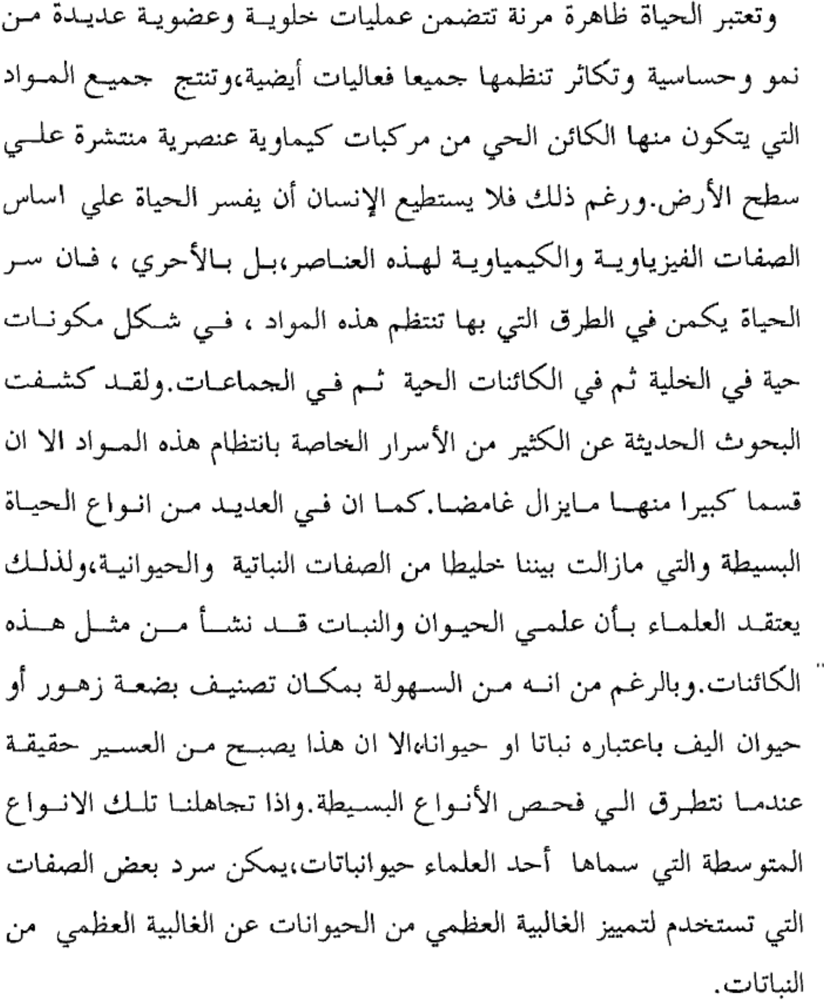 وتعتبر الحياة ظاهرة مرنة تتضمن عمليات خلوية وعضوية عديدة من
نمو وحساسية وتكاثر تنظمها جميعا فعاليات أيضية،وتنتج جميع المواد
التي يتكون منها الكائن الحي من مركبات كيماوية عنصرية منتشرة علي
سطح الأرض.ورغم ذلك فلا يستطيع الإنسان أن يفسر الحياة علي اساس
الصفات الفيزياوية والكيمياوية لهذه العناصر،بل بالأحري ، فان سر
الحياة يكمن في الطرق التي بها تنتظم هذه المواد ، في شكل مكونات
حية في الخلية ثم في الكائنات الحية ثم في الجماعات.ولقد كشفت
البحوث الحديثة عن الكثير من الأسرار الخاصة بانتظام هذه المواد الا ان
قسما كبيرا منها مايزال غامضا.كما ان في العديد من انواع الحياة
البسيطة والتي مازالت بيننا خليطا من الصفات النباتية والحيوانية،ولذلك
يعتقد العلماء بأن علمي الحيوان والنبات قد نشأ من مثل هذه
الكائنات.وبالرغم من انه من السهولة بمكان تصنيف بضعة زهور أو
حيوان اليف باعتباره نباتا او حيوانا،الا ان هذا يصبح من العسير حقيقة
عندما نتطرق الي فحص الأنواع البسيطة.واذا تجاهلنا تلك الانواع
المتوسطة التي سماها أحد العلماء حيوانباتات،يمكن سرد بعض الصفات
التي تستخدم لتمييز الغالبية العظمي من الحيوانات عن الغالبية العظمي من
النباتات.